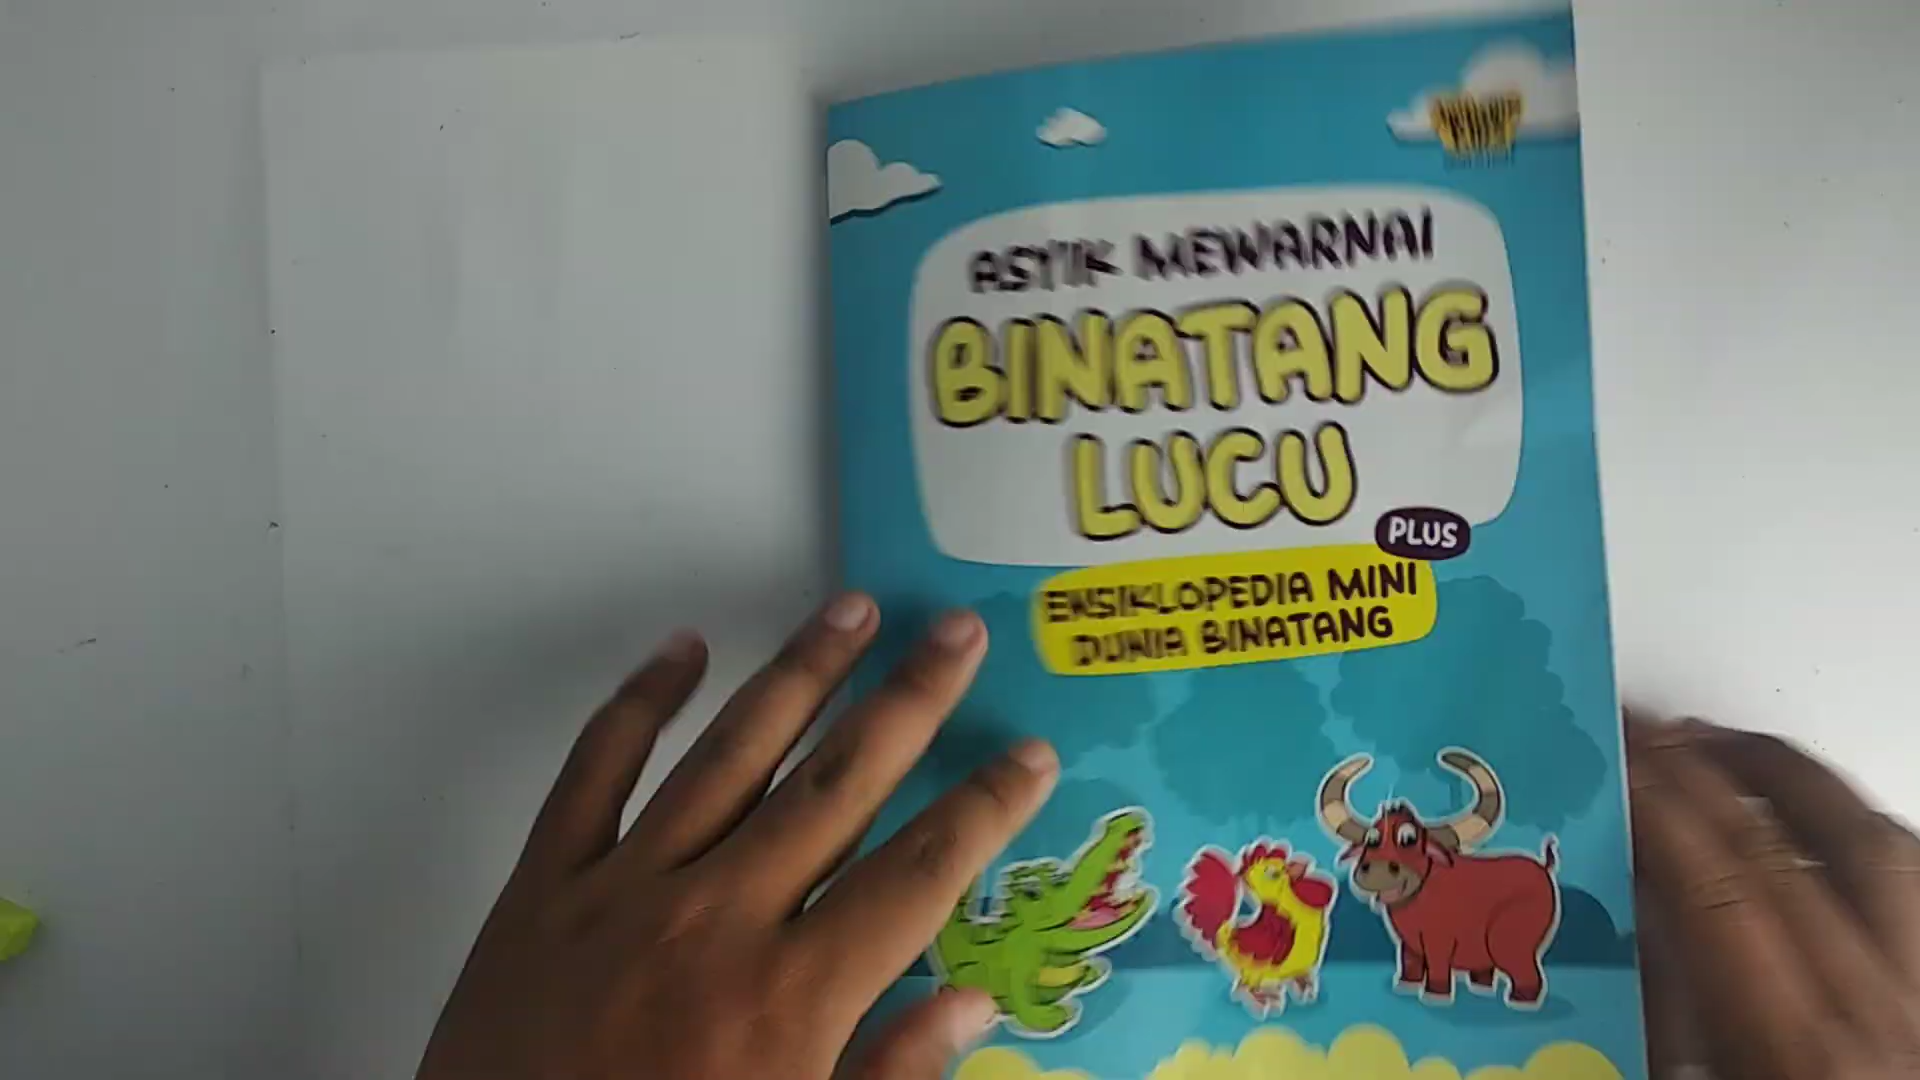 ASYIK MEWARNAI
BINATANG
LUCU
PLUS
ENSIKLOPEDIA MINI
DUNIA BINATANG